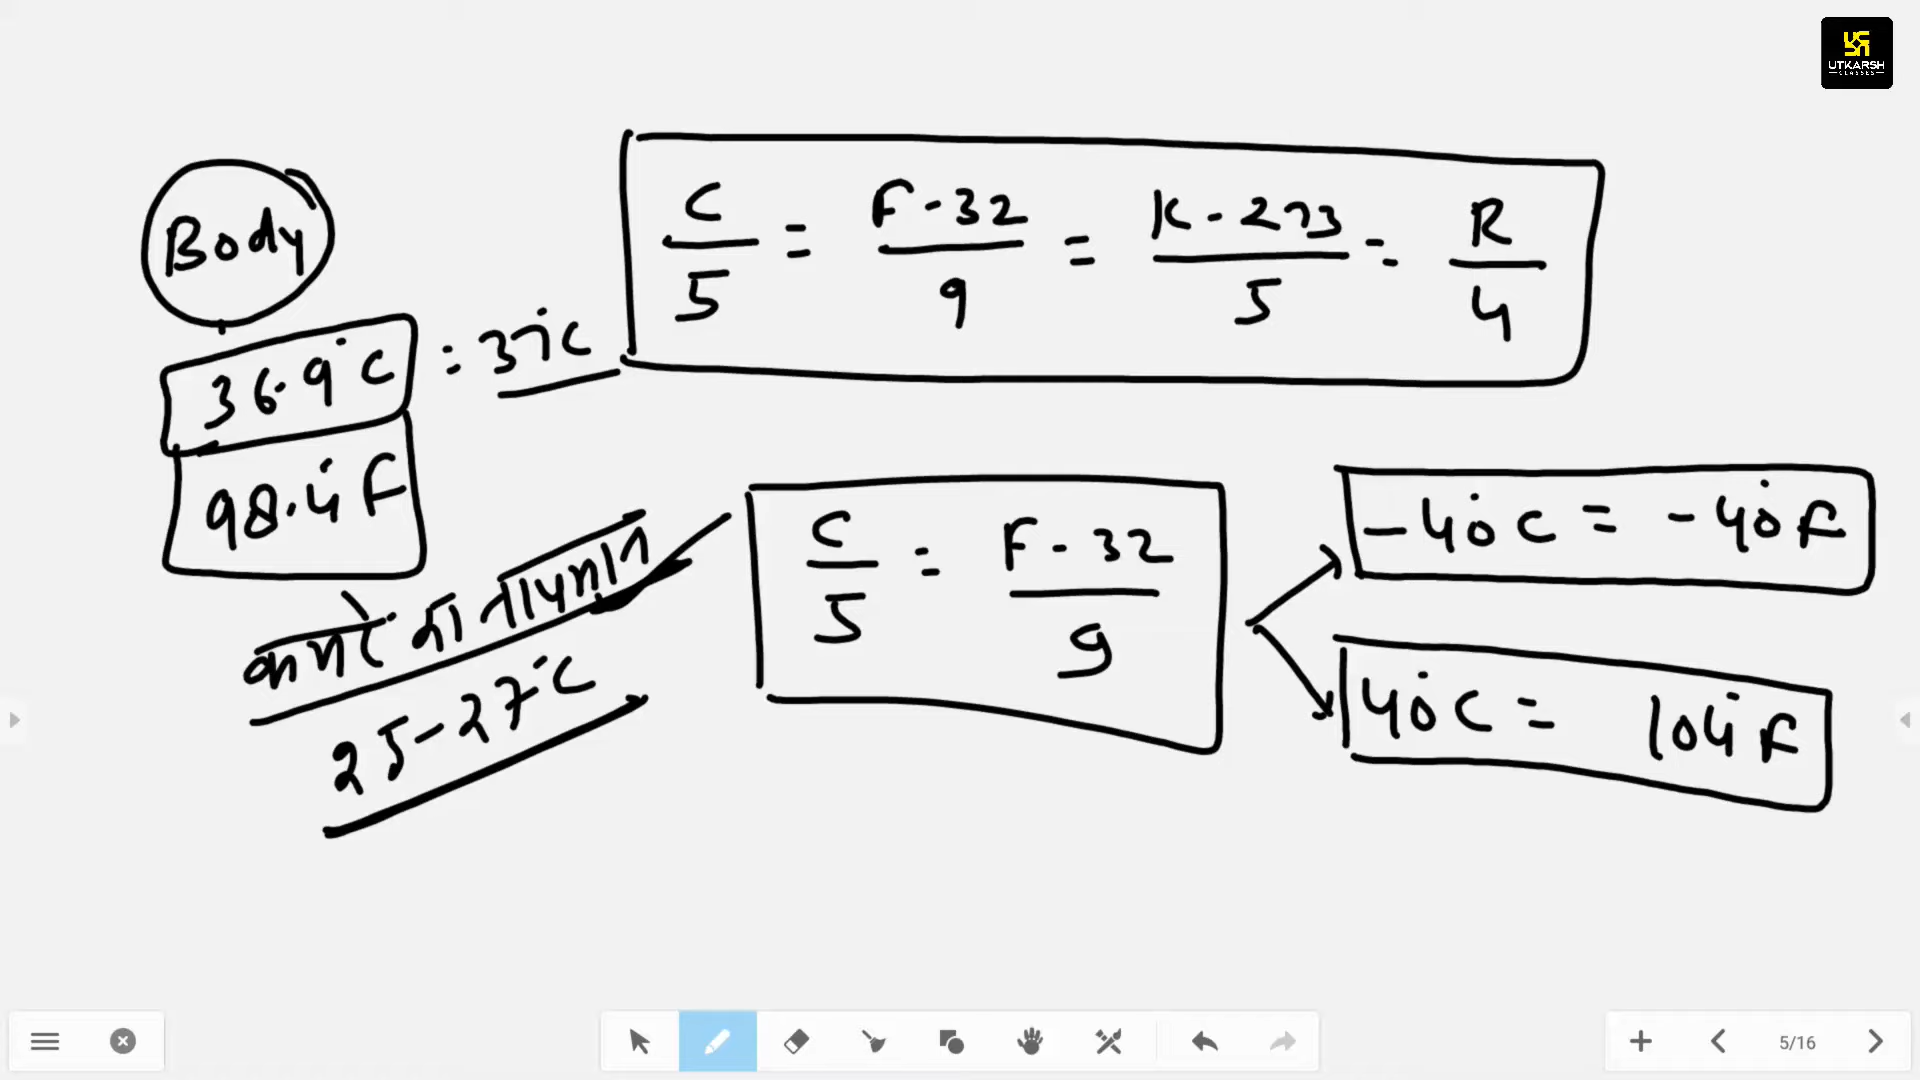 UTKARSH
CLASSES
Body
36.9°C = 37°C
98.4°F
C/5 = F-32/9 = K-273/5 = R/4
कमरे का तापमान
25-27°C
C/5 = F-32/9
-40°C = -40°F
40°C = 104°F
5/16